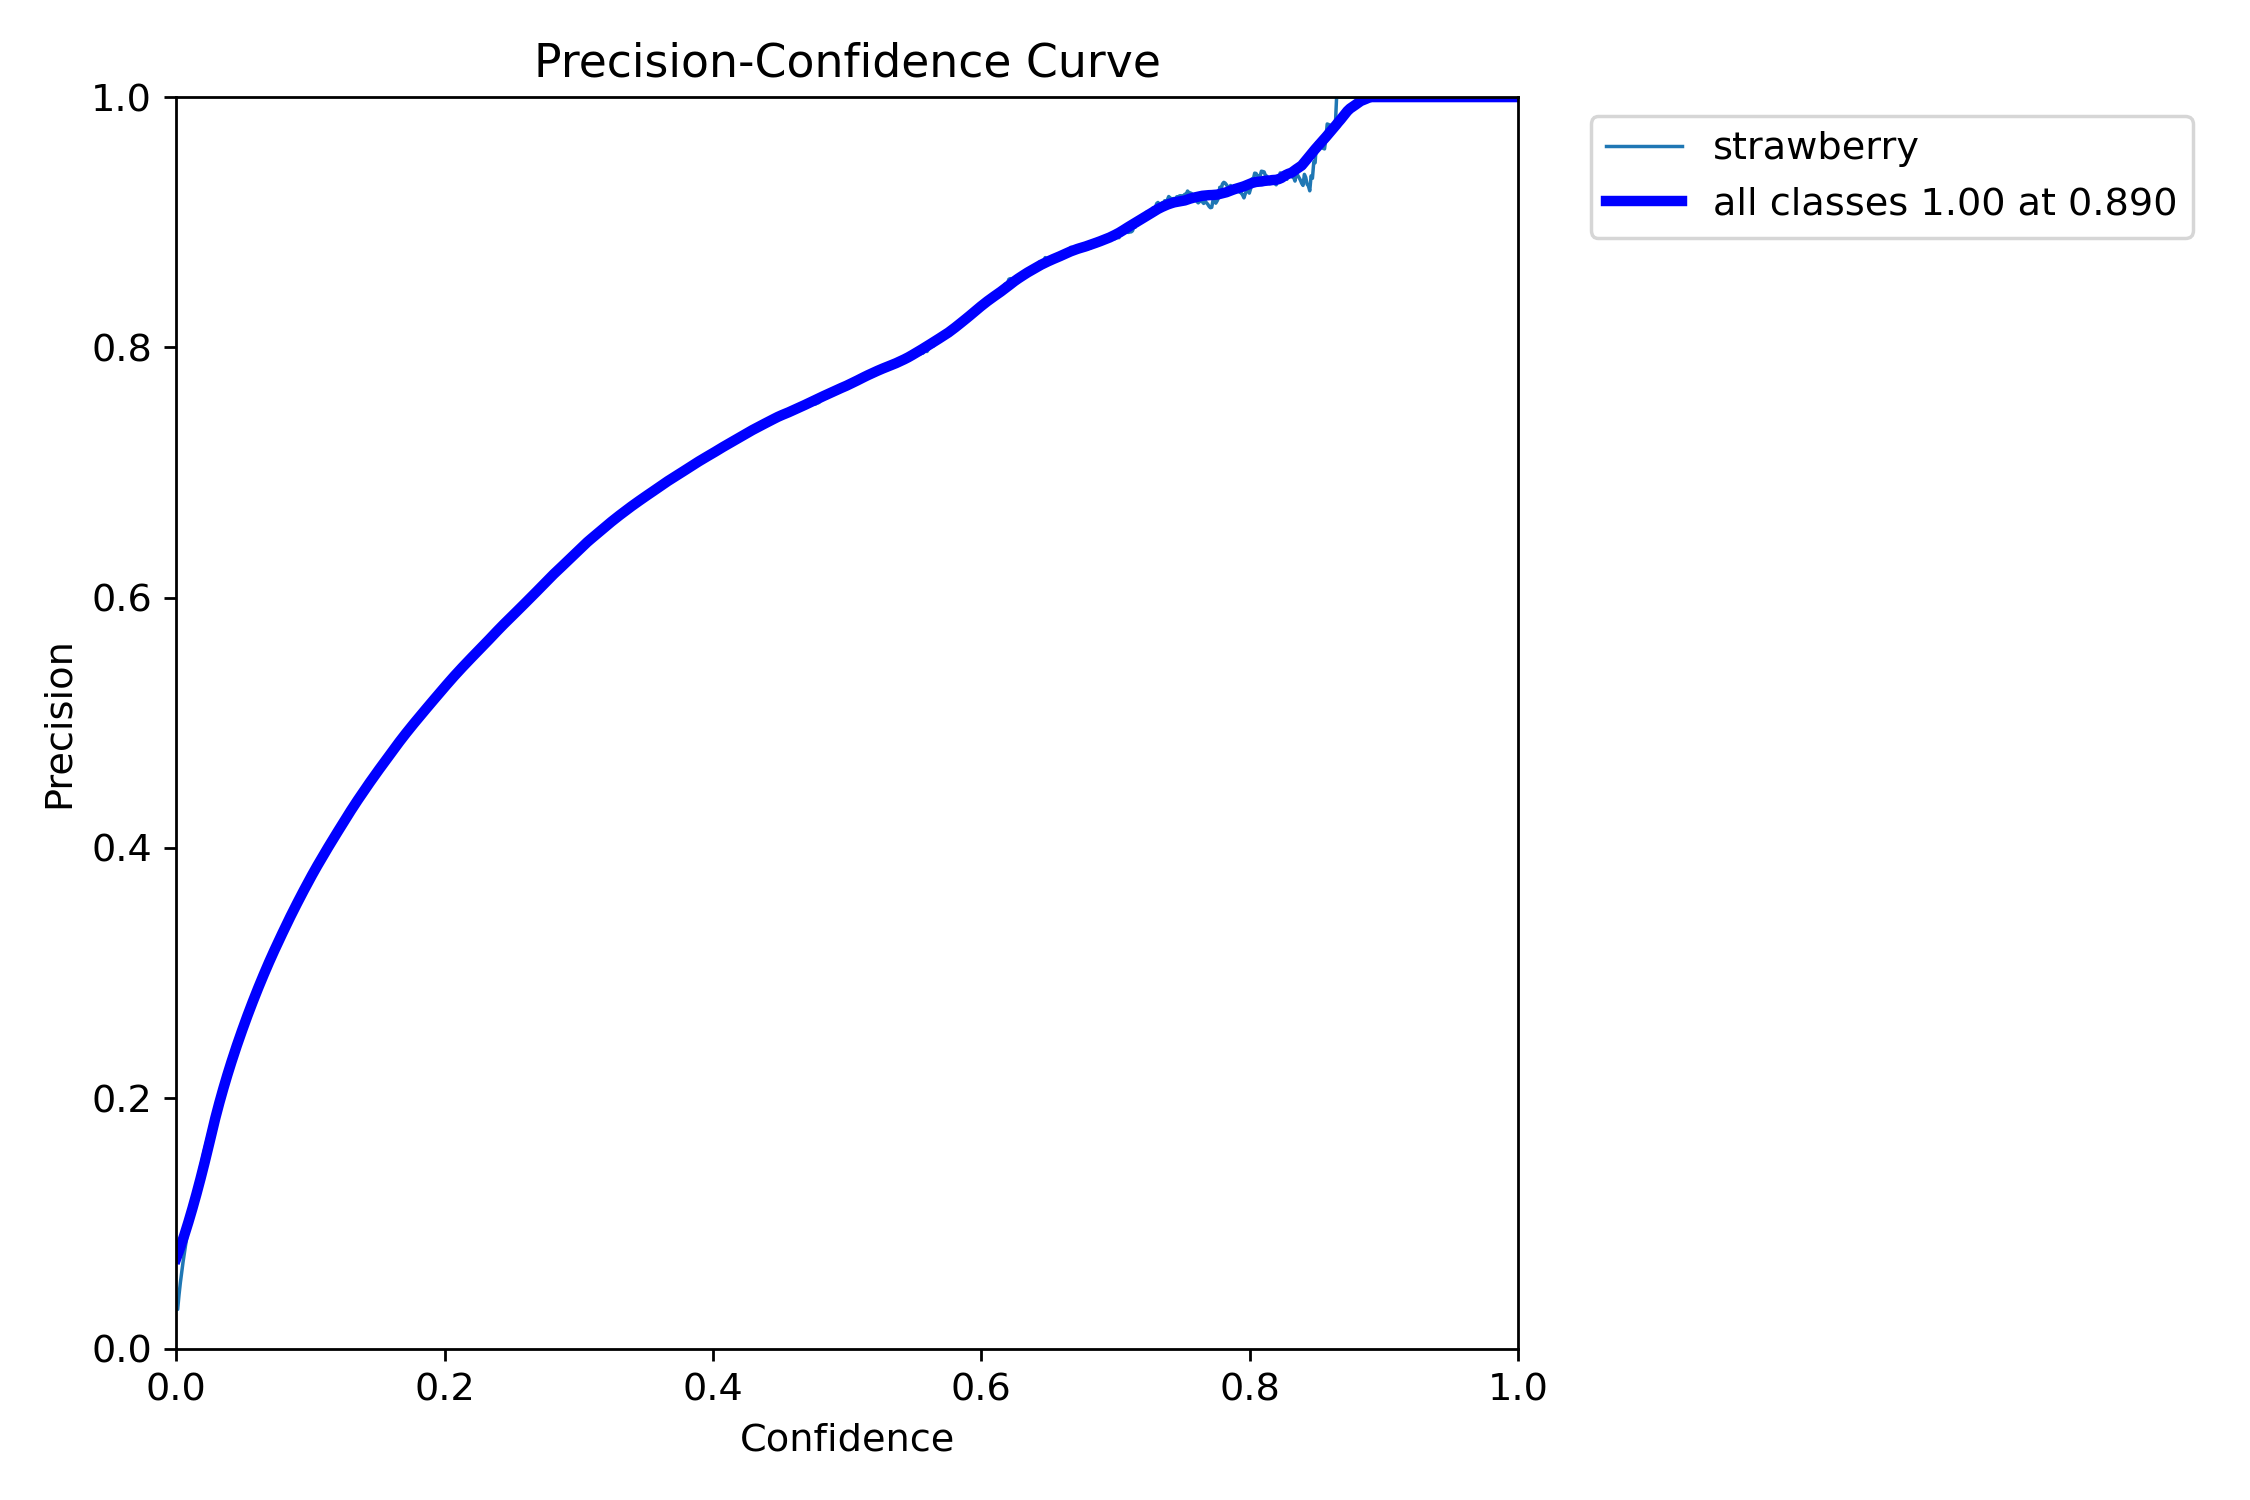 Precision-Confidence Curve
1.0
0.8
0.6
0.4
0.2
0.0
Precision
0.0 0.2 0.4 0.6 0.8 1.0
Confidence
strawberry
all classes 1.00 at 0.890